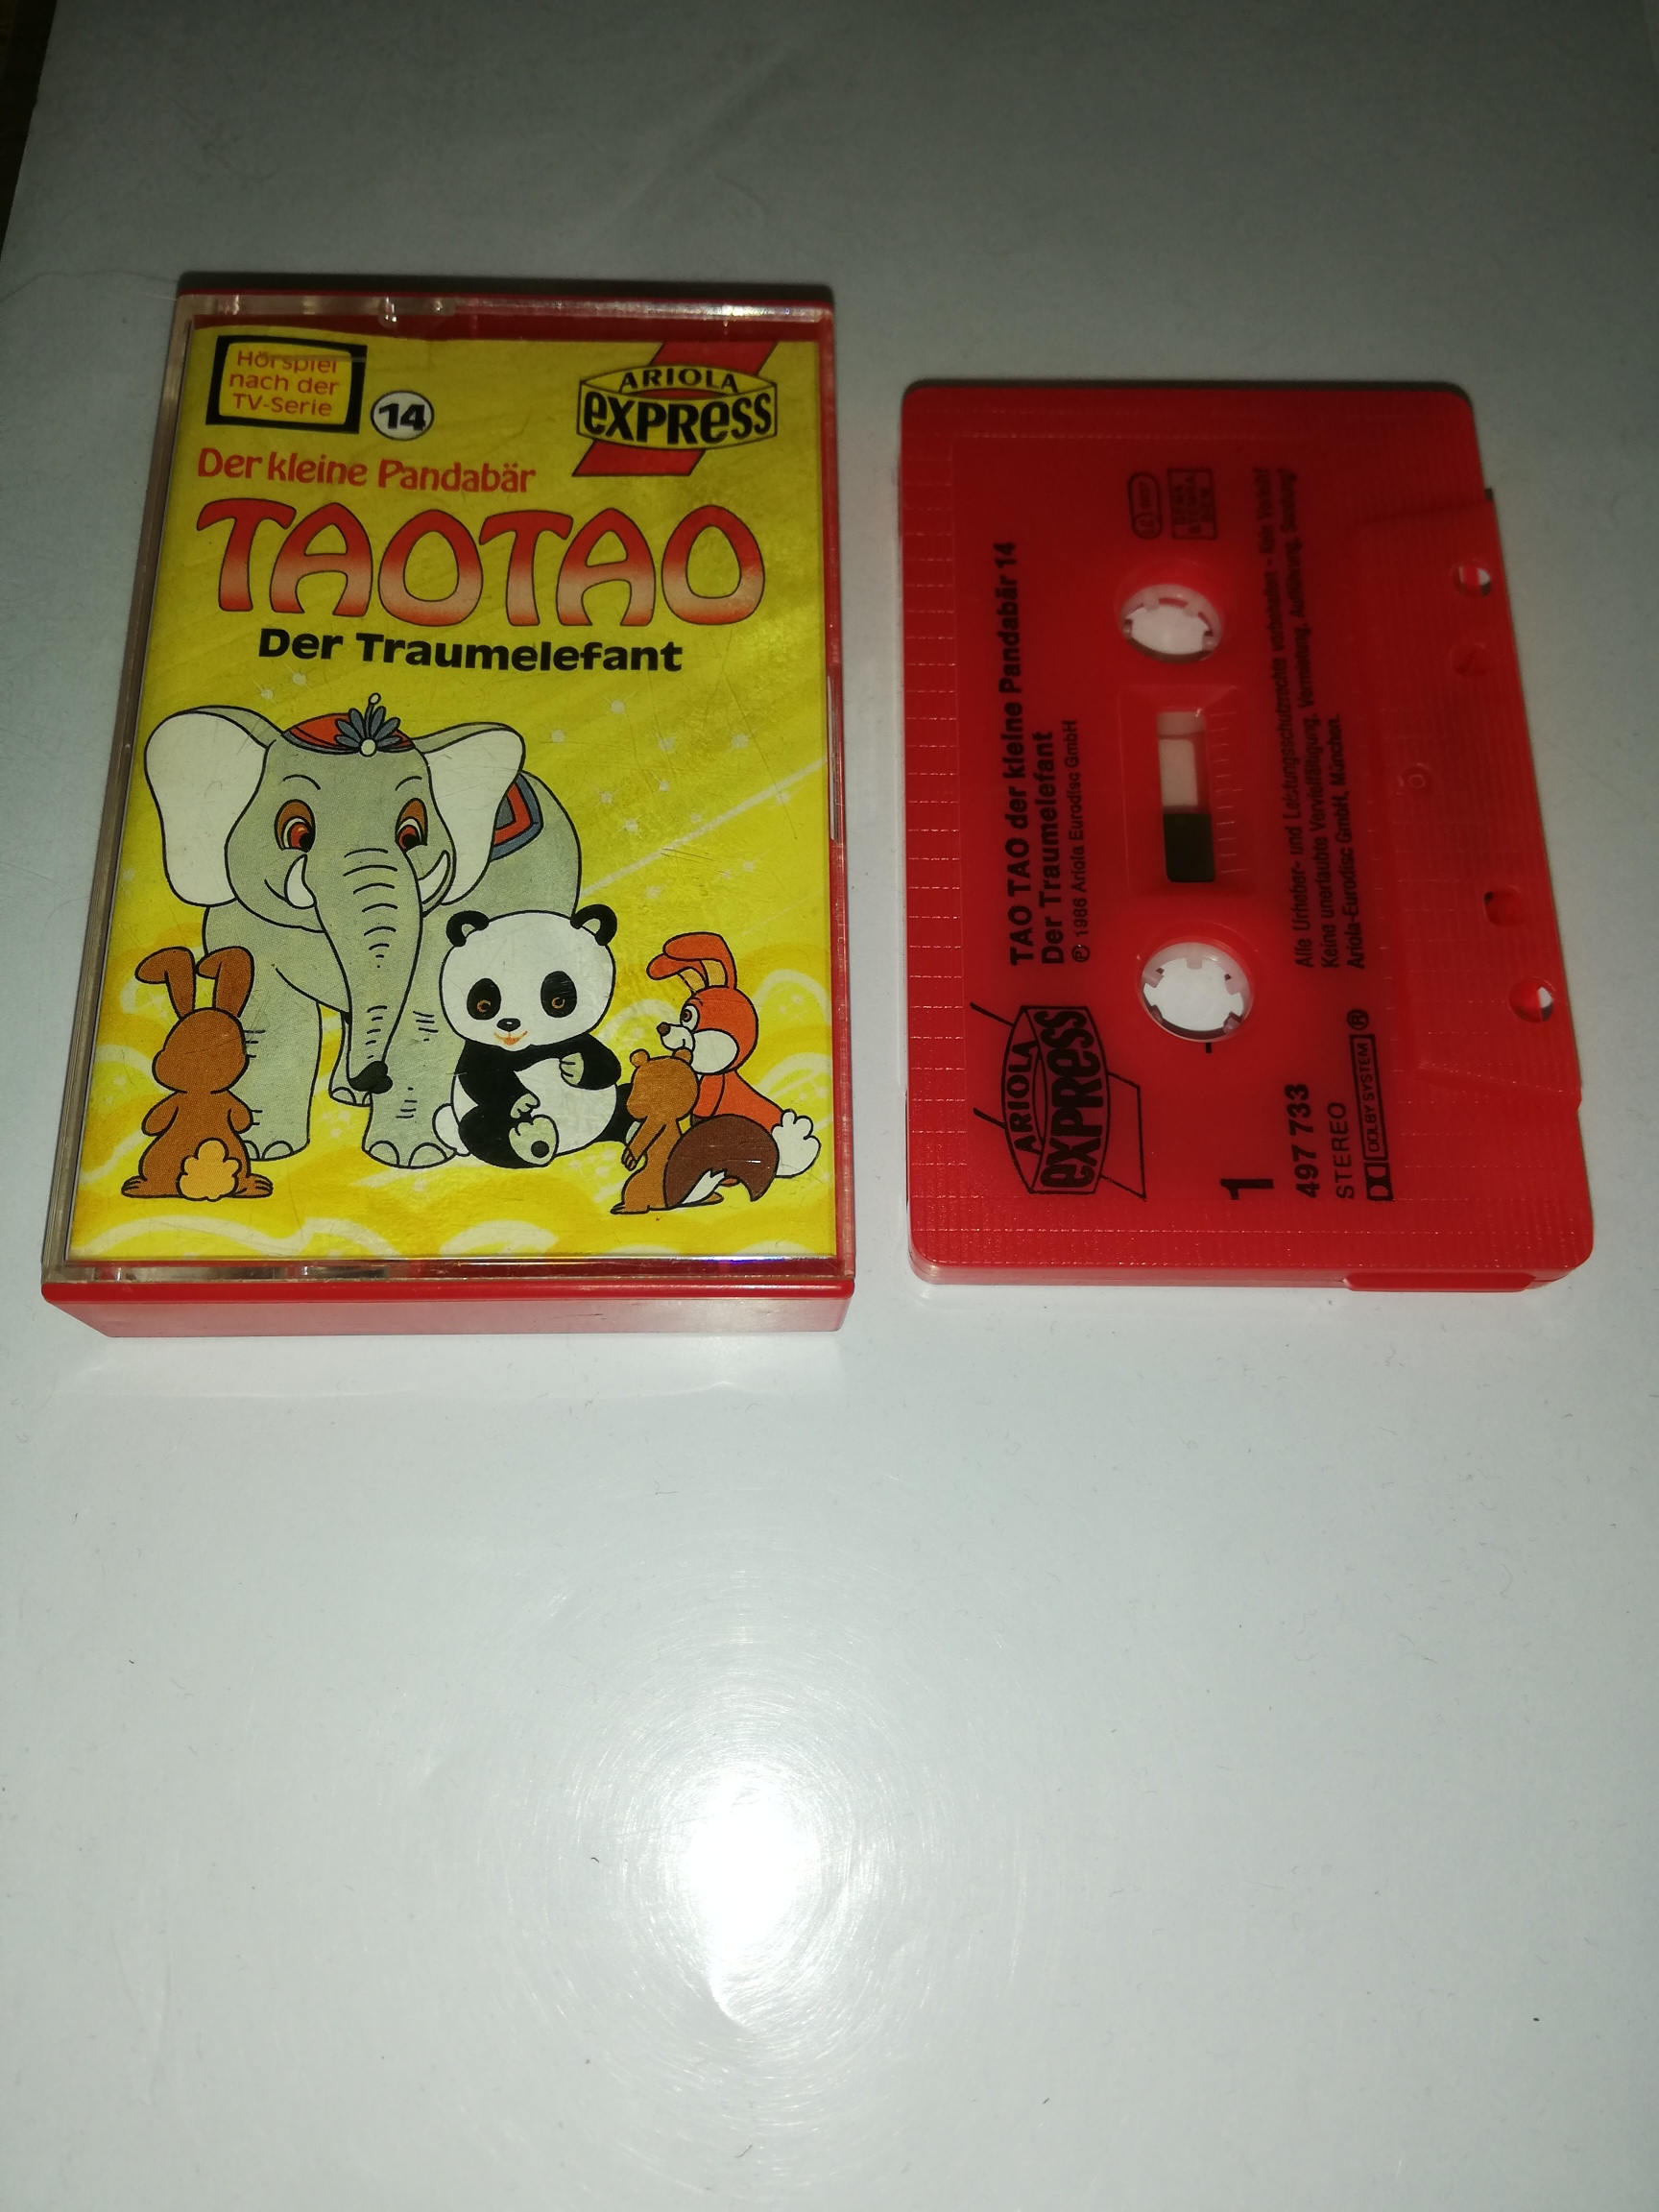 Hörspiel
nach der
TV-Serie
14
ARIOLA
EXPRESS
Der kleine Pandabär
TAOTAO
Der Traumelefant
ARIOLA
EXPRESS
TAO TAO der kleine Pandabär 14
Der Traumelefant
℗ 1986 Ariola Eurodisc GmbH
1
497 733
STEREO
DOLBY SYSTEM ®
Alle Urheber- und Leistungsschutzrechte vorbehalten - Kein Verleih!
Keine unerlaubte Vervielfältigung, Vermietung, Aufführung, Sendung!
Ariola-Eurodisc GmbH, München.